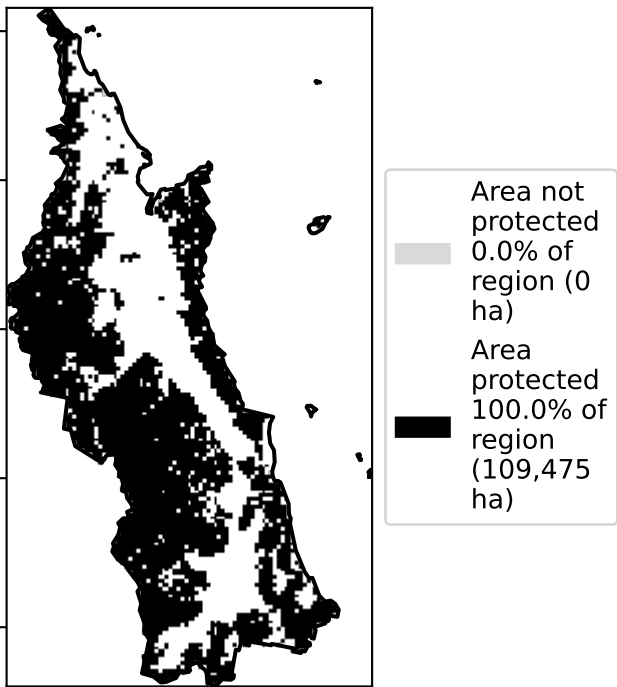 Area not
protected
0.0% of
region (0
ha)
Area
protected
100.0% of
region
(109,475
ha)